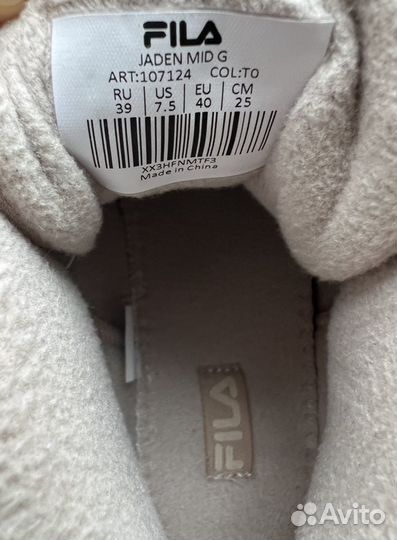 FILA
JADEN MID G
ART:107124 COL:T0
RU US EU CM
39 7.5 40 25
XX3HFNMTF3
Made in China
FILA
Avito